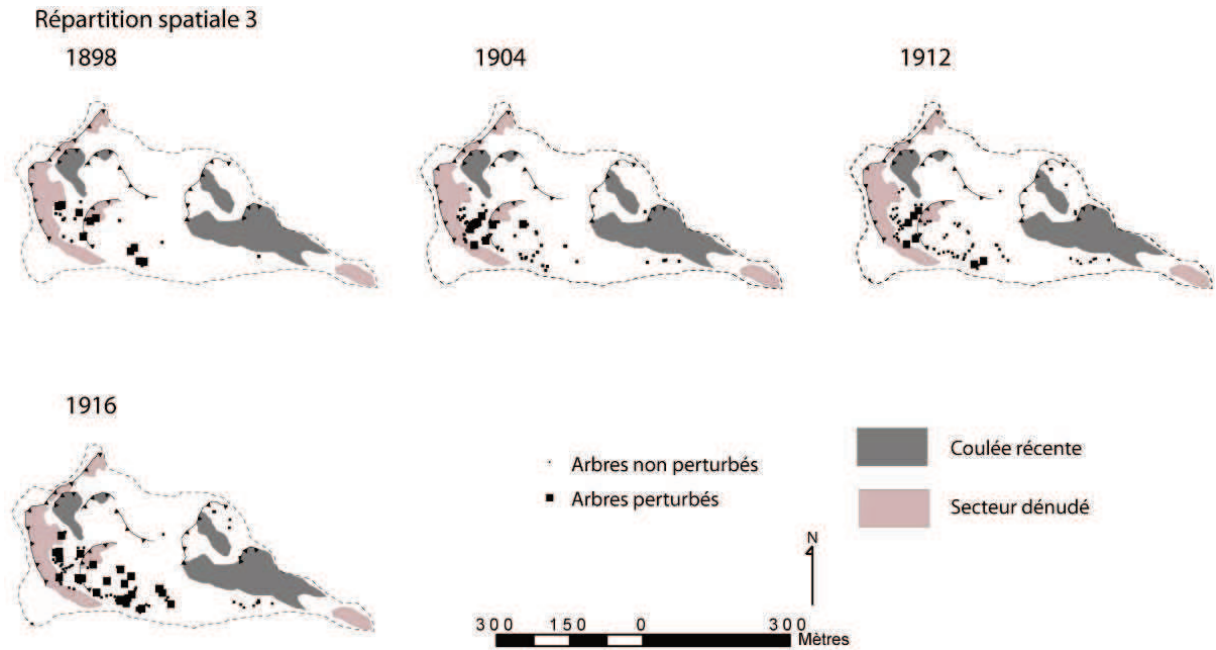 Répartition spatiale 3
1898
1904
1912
1916
Arbres non perturbés
Arbres perturbés
Coulée récente
Secteur dénudé
N
300 150 0 300
Mètres